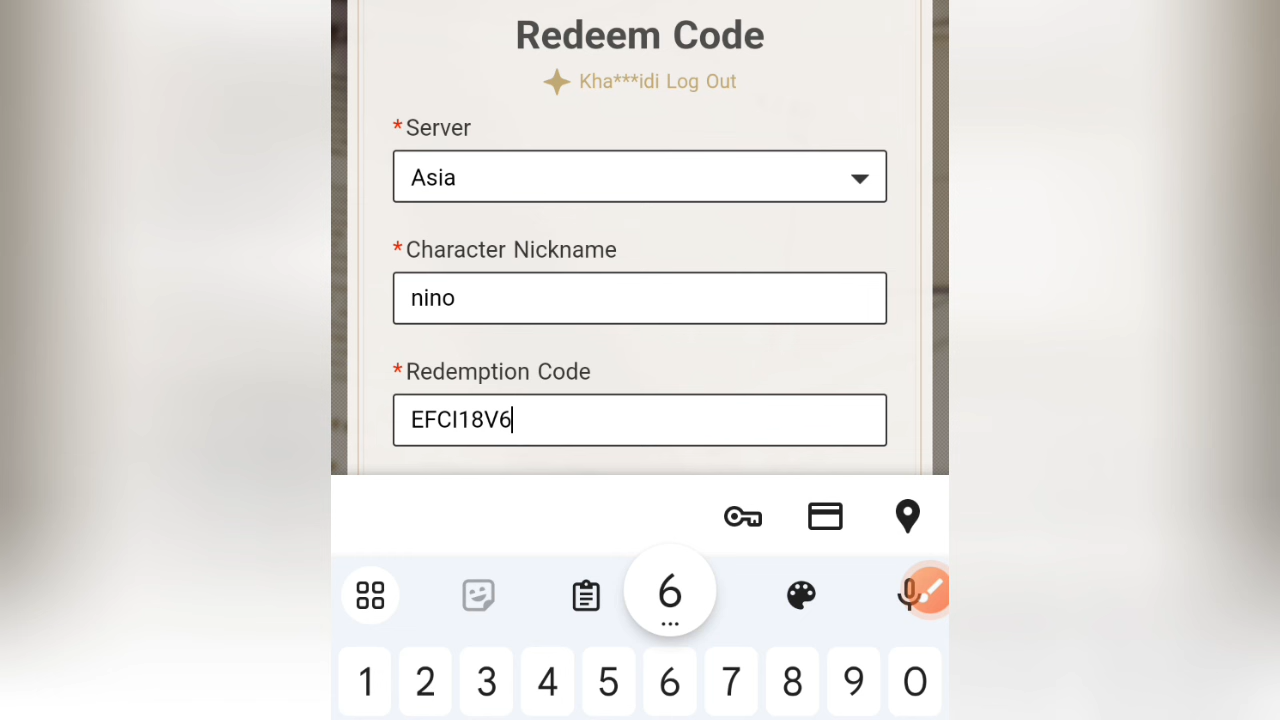 Redeem Code
Kha***idi Log Out
*Server
Asia
*Character Nickname
nino
*Redemption Code
EFCI18V6
6
...
1 2 3 4 5 6 7 8 9 0